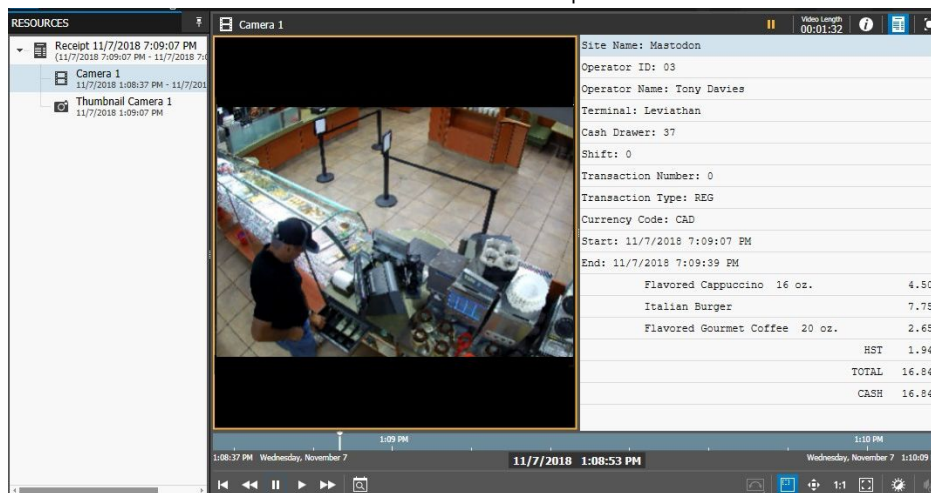 RESOURCES
Receipt 11/7/2018 7:09:07 PM
(11/7/2018 7:09:07 PM - 11/7/2018 7:0
Camera 1
11/7/2018 1:08:37 PM - 11/7/201
Thumbnail Camera 1
11/7/2018 1:09:07 PM
Camera 1
Video Length
00:01:32
Site Name: Mastodon
Operator ID: 03
Operator Name: Tony Davies
Terminal: Leviathan
Cash Drawer: 37
Shift: 0
Transaction Number: 0
Transaction Type: REG
Currency Code: CAD
Start: 11/7/2018 7:09:07 PM
End: 11/7/2018 7:09:39 PM
Flavored Cappuccino 16 oz. 4.50
Italian Burger 7.75
Flavored Gourmet Coffee 20 oz. 2.65
HST 1.94
TOTAL 16.84
CASH 16.84
1:09 PM 1:10 PM
1:08:37 PM Wednesday, November 7 11/7/2018 1:08:53 PM Wednesday, November 7 1:10:09
1:1